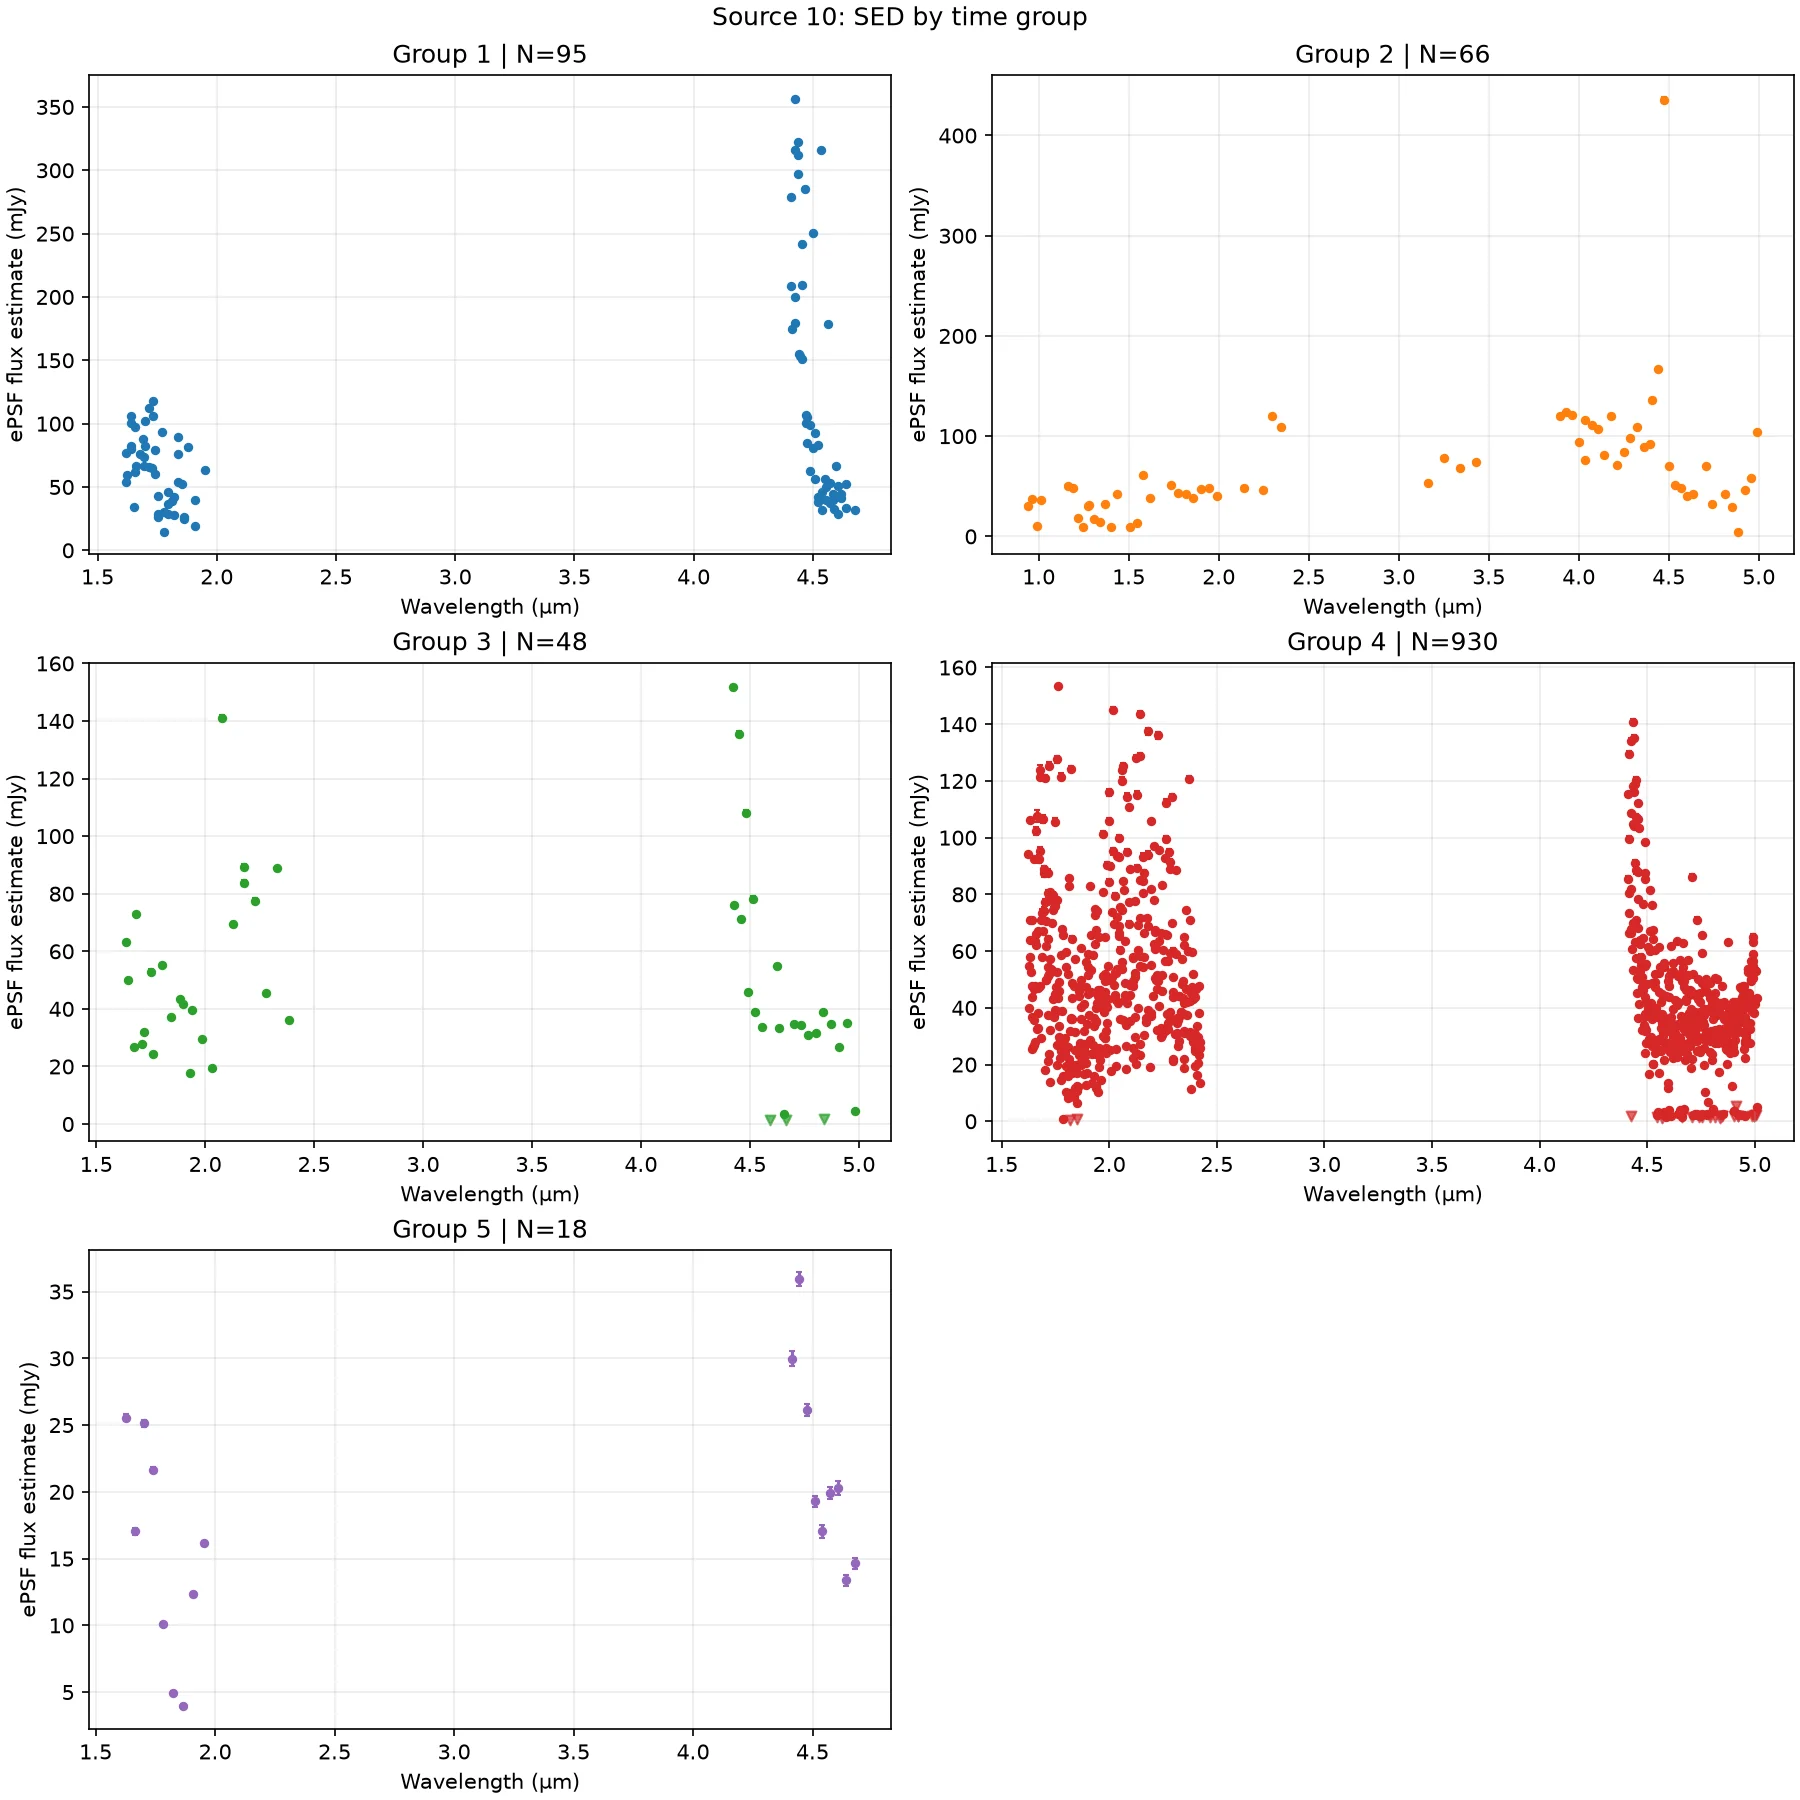 Source 10: SED by time group
Group 1 | N=95
ePSF flux estimate (mJy)
350
300
250
200
150
100
50
0
1.5 2.0 2.5 3.0 3.5 4.0 4.5
Wavelength (µm)
Group 2 | N=66
ePSF flux estimate (mJy)
400
300
200
100
0
1.0 1.5 2.0 2.5 3.0 3.5 4.0 4.5 5.0
Wavelength (µm)
Group 3 | N=48
ePSF flux estimate (mJy)
160
140
120
100
80
60
40
20
0
1.5 2.0 2.5 3.0 3.5 4.0 4.5 5.0
Wavelength (µm)
Group 4 | N=930
ePSF flux estimate (mJy)
160
140
120
100
80
60
40
20
0
1.5 2.0 2.5 3.0 3.5 4.0 4.5 5.0
Wavelength (µm)
Group 5 | N=18
ePSF flux estimate (mJy)
35
30
25
20
15
10
5
1.5 2.0 2.5 3.0 3.5 4.0 4.5
Wavelength (µm)